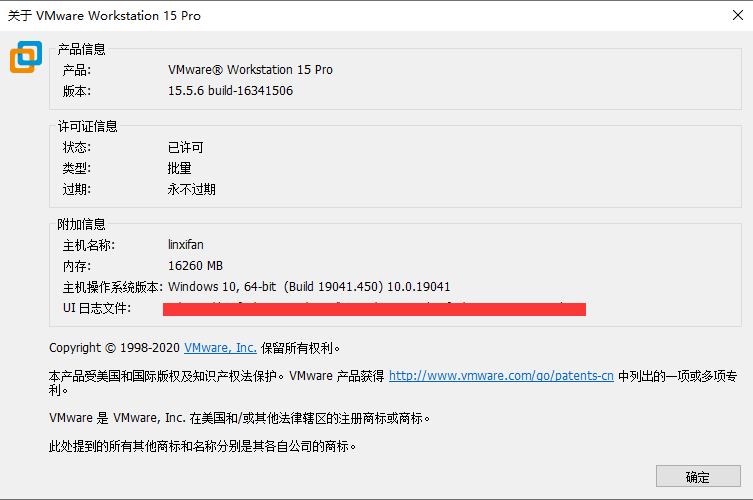 关于 VMware Workstation 15 Pro
产品信息
产品: VMware® Workstation 15 Pro
版本: 15.5.6 build-16341506
许可证信息
状态: 已许可
类型: 批量
过期: 永不过期
附加信息
主机名称: linxifan
内存: 16260 MB
主机操作系统版本: Windows 10, 64-bit (Build 19041.450) 10.0.19041
UI 日志文件:
Copyright © 1998-2020 VMware, Inc. 保留所有权利。
本产品受美国和国际版权及知识产权法保护。VMware 产品获得 http://www.vmware.com/go/patents-cn 中列出的一项或多项专
利。
VMware 是 VMware, Inc. 在美国和/或其他法律辖区的注册商标或商标。
此处提到的所有其他商标和名称分别是其各自公司的商标。
确定